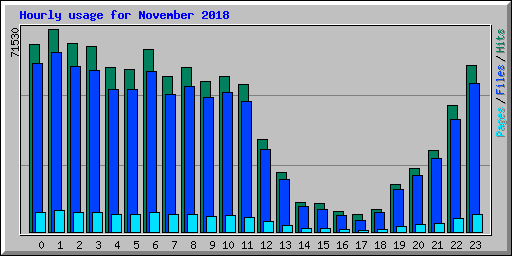 Hourly usage for November 2018
71530
Pages/Files/Hits
0 1 2 3 4 5 6 7 8 9 10 11 12 13 14 15 16 17 18 19 20 21 22 23